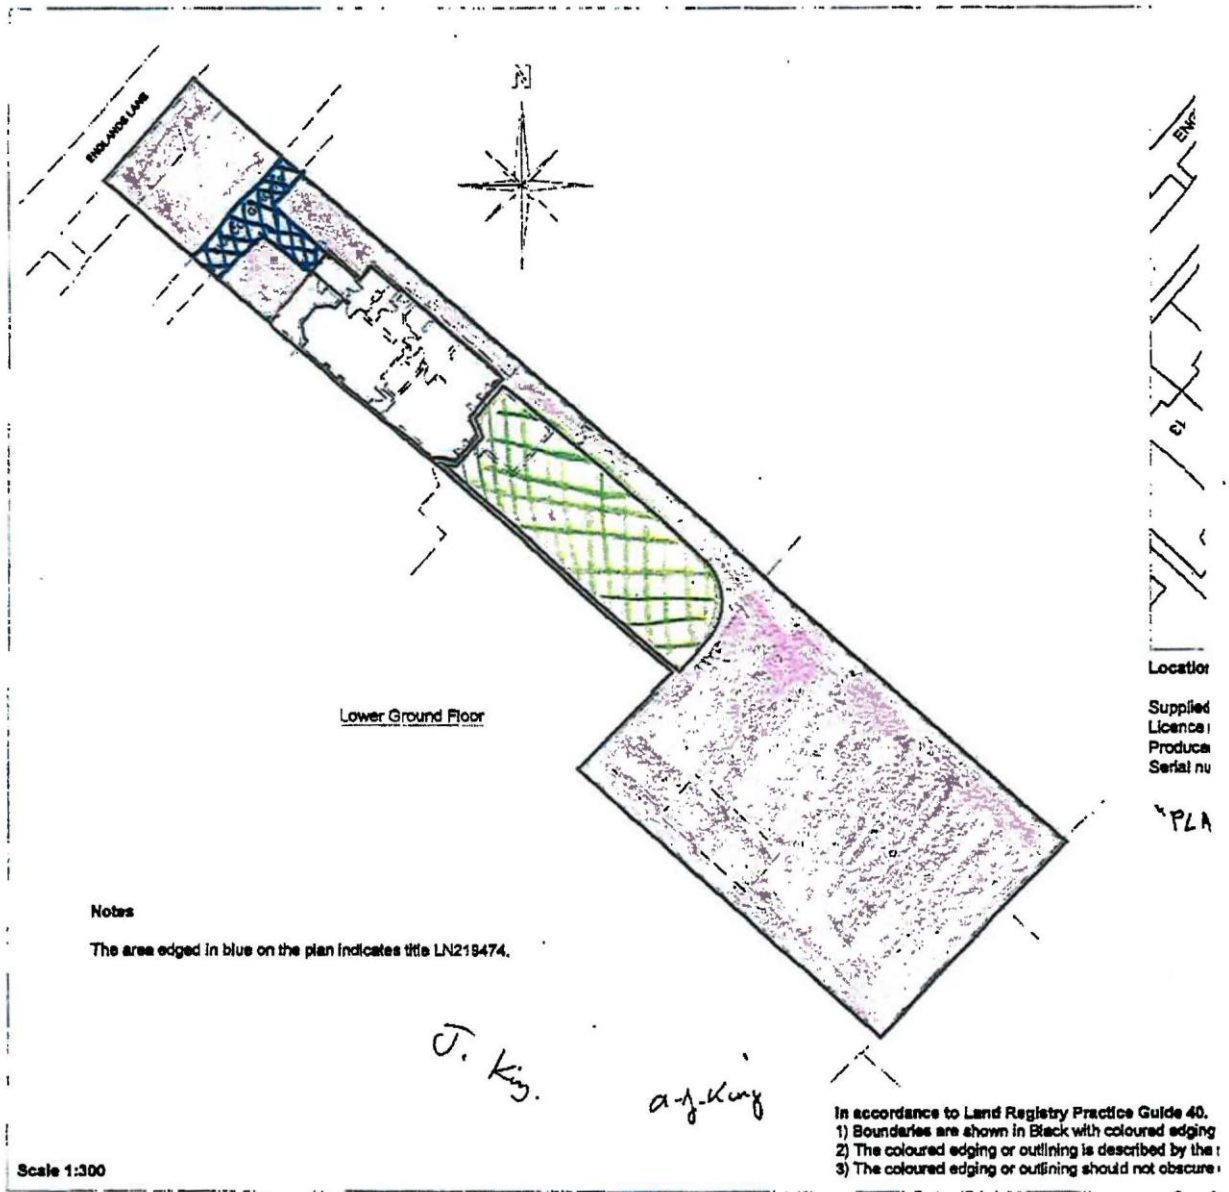 N
ENGLANDS LANE
ENG
13
Lower Ground Floor
Location
Supplied
Licence
Produce
Serial nu
"PLA
Notes
The area edged in blue on the plan indicates title LN219474.
J. King.
a-j-King
In accordance to Land Registry Practice Guide 40.
1) Boundaries are shown in Black with coloured edging
2) The coloured edging or outlining is described by the
3) The coloured edging or outlining should not obscure
Scale 1:300